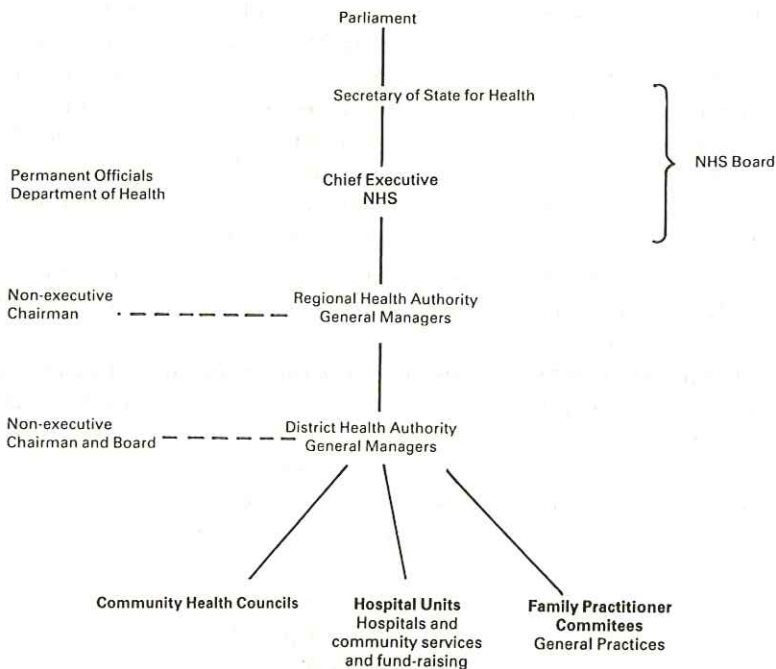 Parliament
Secretary of State for Health
NHS Board
Permanent Officials
Department of Health
Chief Executive
NHS
Non-executive
Chairman
Regional Health Authority
General Managers
Non-executive
Chairman and Board
District Health Authority
General Managers
Community Health Councils
Hospital Units
Hospitals and
community services
and fund-raising
Family Practitioner
Commitees
General Practices